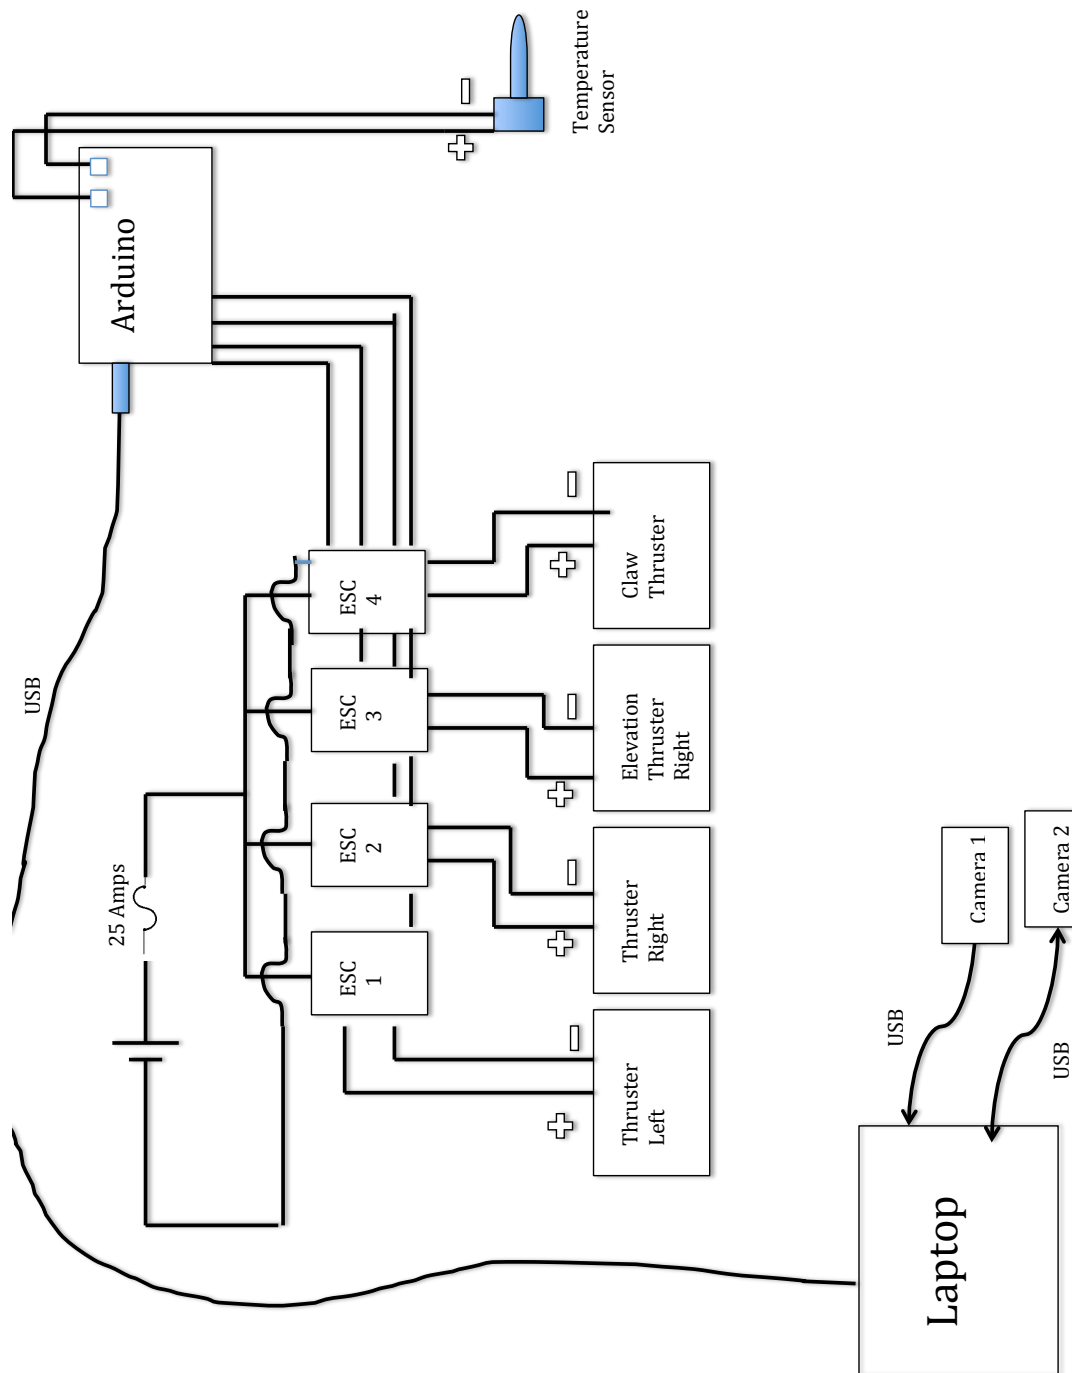 Temperature
Sensor
Arduino
USB
25 Amps
ESC
4
ESC
3
ESC
2
ESC
1
Claw
Thruster
Elevation
Thruster
Right
Thruster
Right
Thruster
Left
Camera 1
Camera 2
USB
USB
Laptop